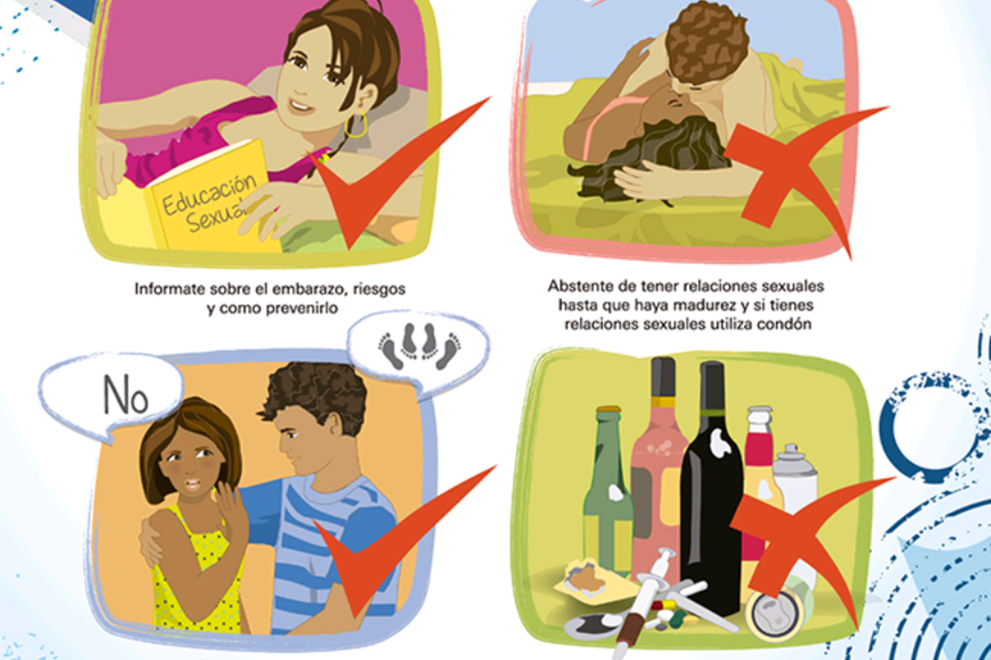 Educación
Sexual
Informate sobre el embarazo, riesgos
y como prevenirlo
Abstente de tener relaciones sexuales
hasta que haya madurez y si tienes
relaciones sexuales utiliza condón
No